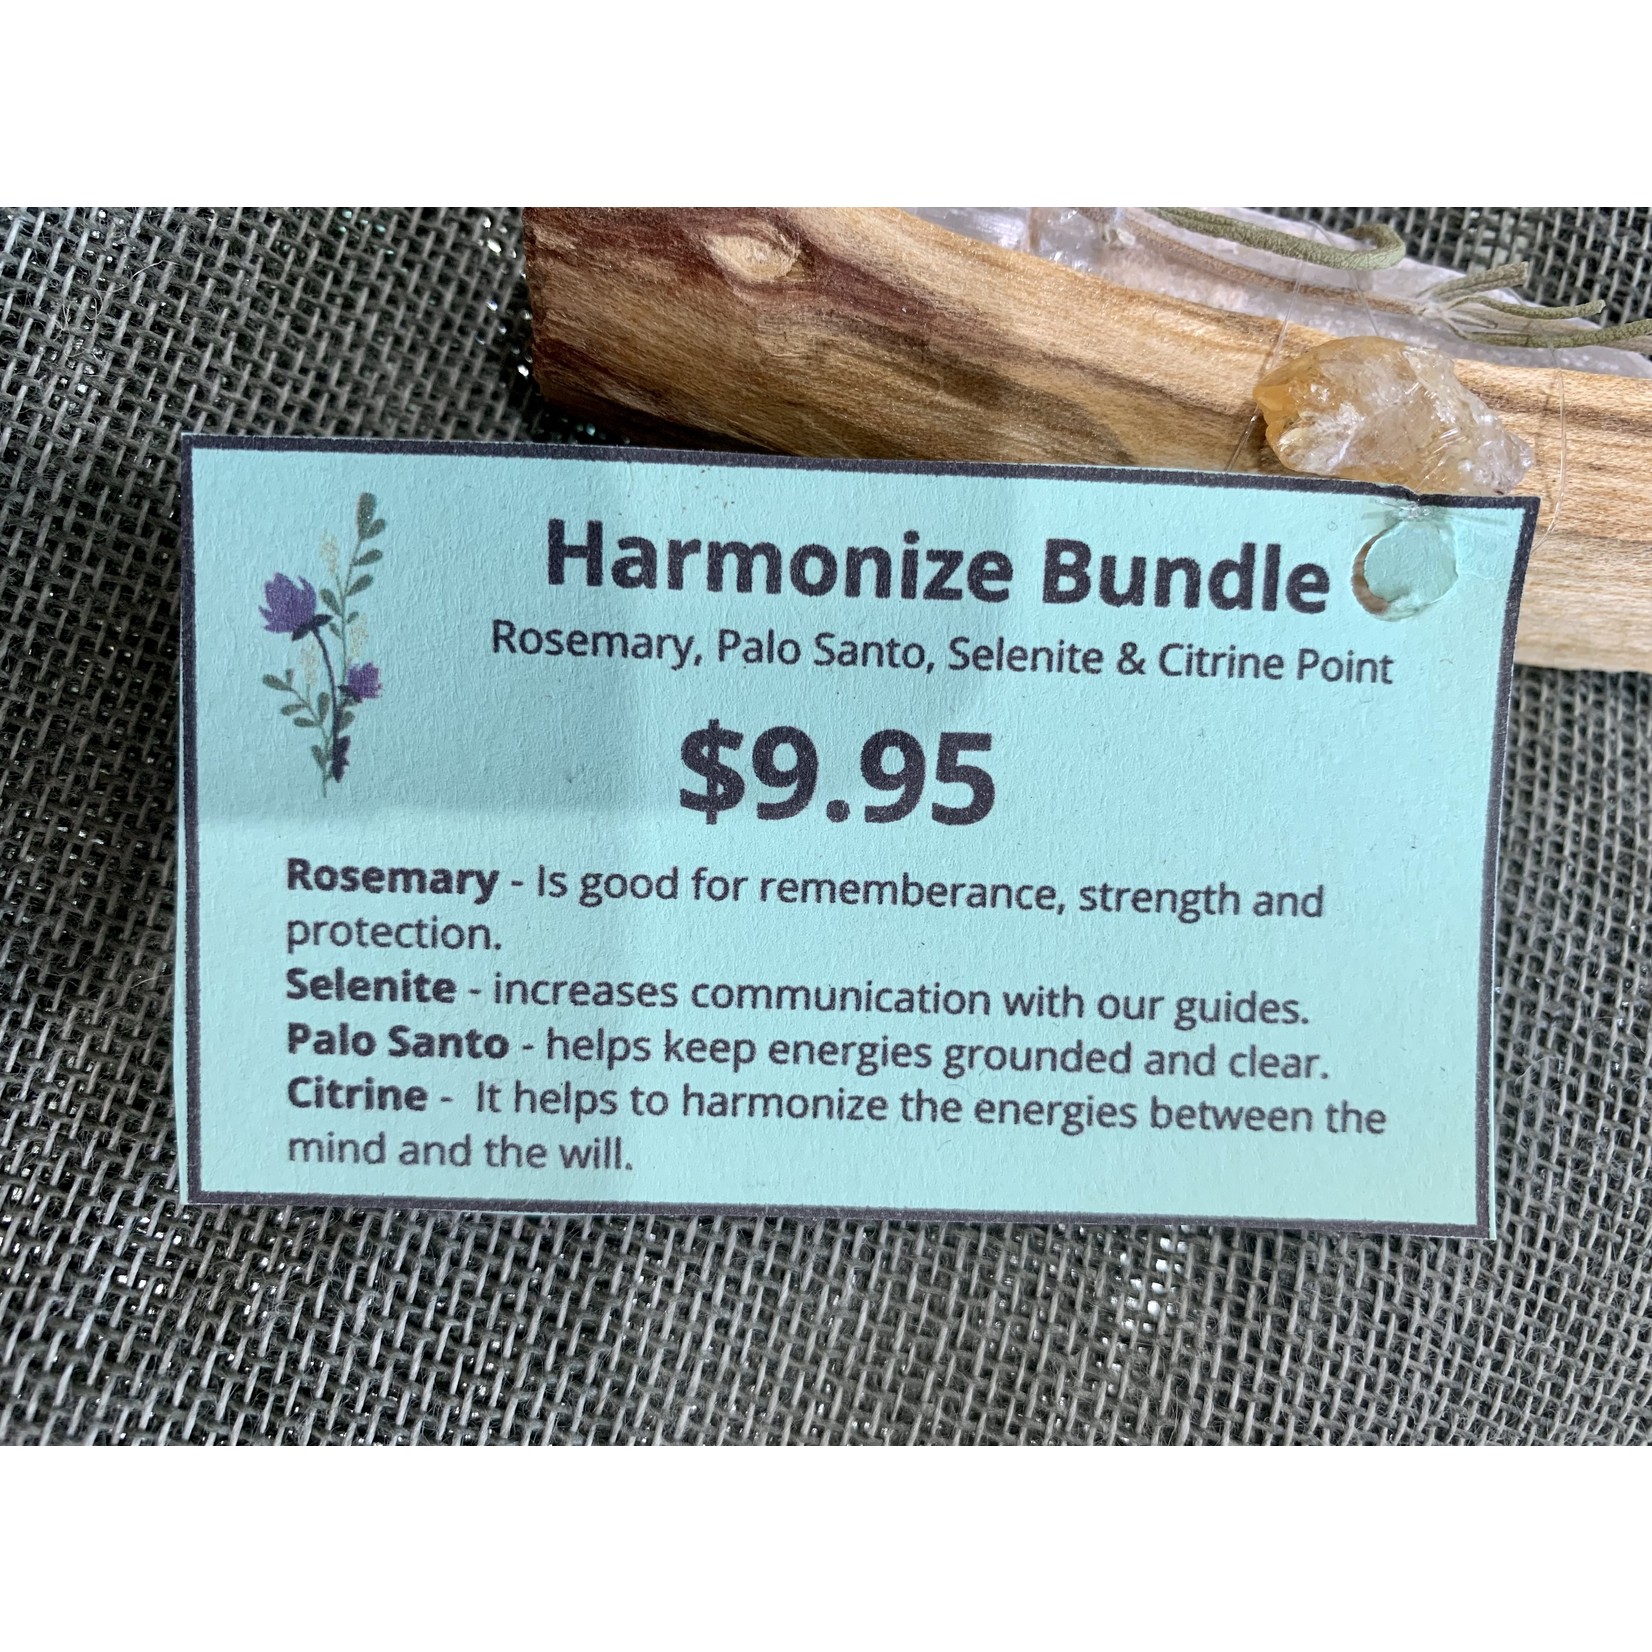 Harmonize Bundle
Rosemary, Palo Santo, Selenite & Citrine Point
$9.95
Rosemary - Is good for rememberance, strength and
protection.
Selenite - increases communication with our guides.
Palo Santo - helps keep energies grounded and clear.
Citrine - It helps to harmonize the energies between the
mind and the will.